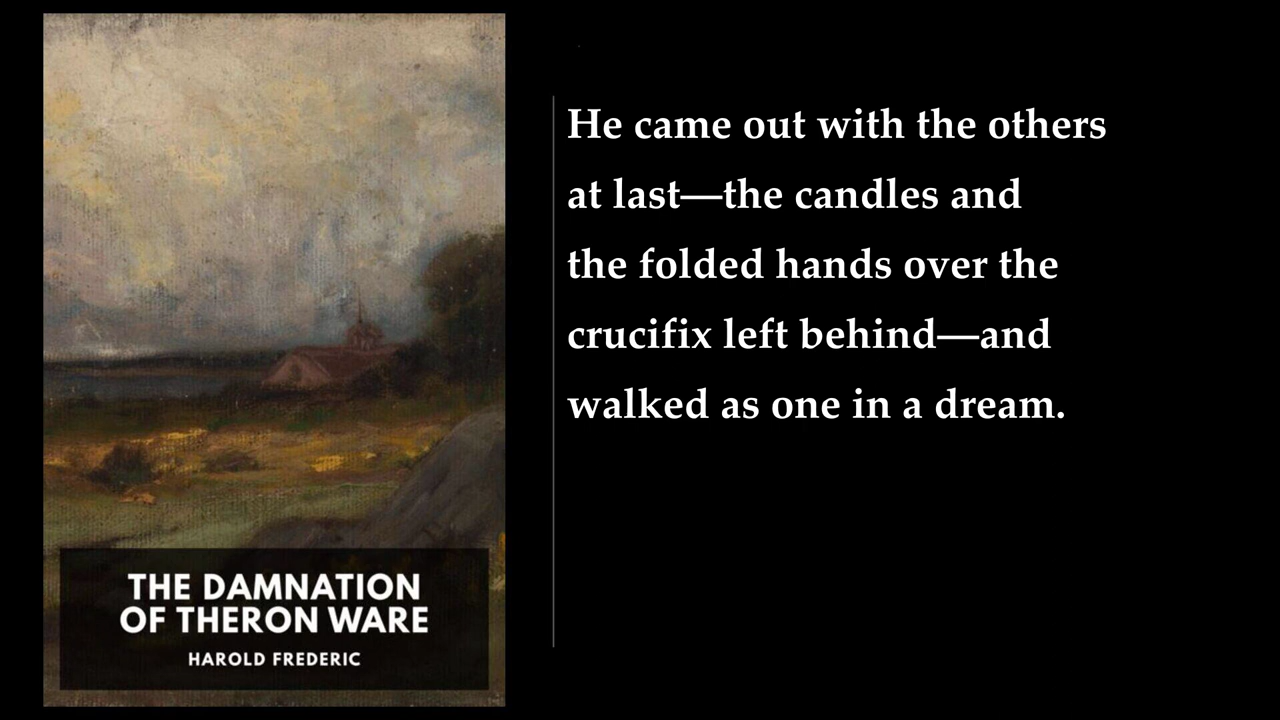 He came out with the others
at last—the candles and
the folded hands over the
crucifix left behind—and
walked as one in a dream.
THE DAMNATION
OF THERON WARE
HAROLD FREDERIC